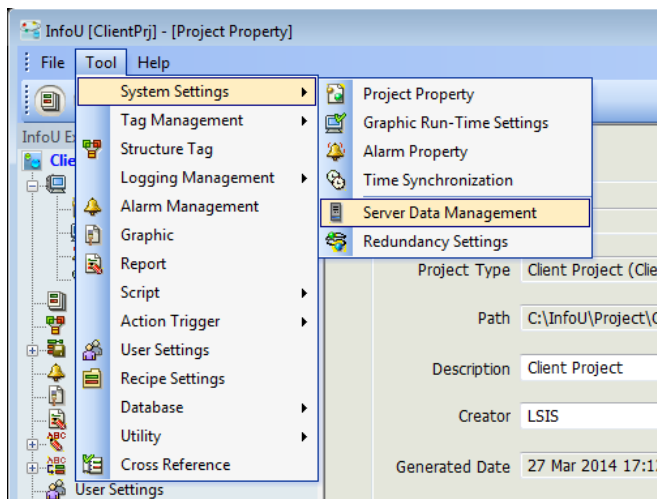 InfoU [ClientPrj] - [Project Property]
File Tool Help
System Settings
Tag Management
Structure Tag
Logging Management
Alarm Management
Graphic
Report
Script
Action Trigger
User Settings
Recipe Settings
Database
Utility
Cross Reference
Project Property
Graphic Run-Time Settings
Alarm Property
Time Synchronization
Server Data Management
Redundancy Settings
InfoU
Project Type Client Project
Path C:\InfoU\Project\
Description Client Project
Creator LSIS
Generated Date 27 Mar 2014
User Settings